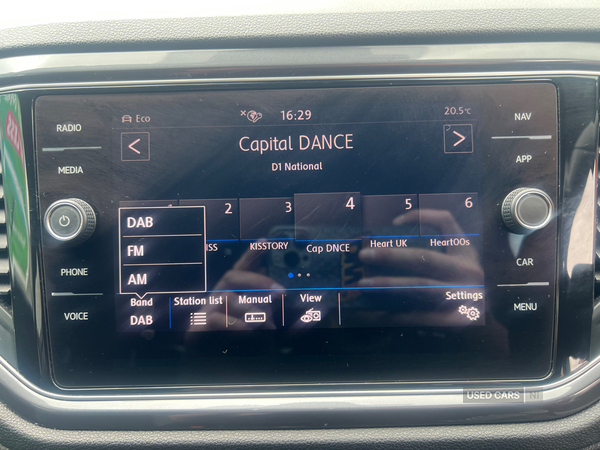 RADIO
MEDIA
PHONE
VOICE
Eco
16:29
20.5°C
<
Capital DANCE
>
D1 National
2
3
4
5
6
ISS
KISSTORY
Cap DNCE
Heart UK
Heart00s
DAB
FM
AM
Band
DAB
Station list
Manual
View
Settings
NAV
APP
CAR
MENU
USED CARS NI